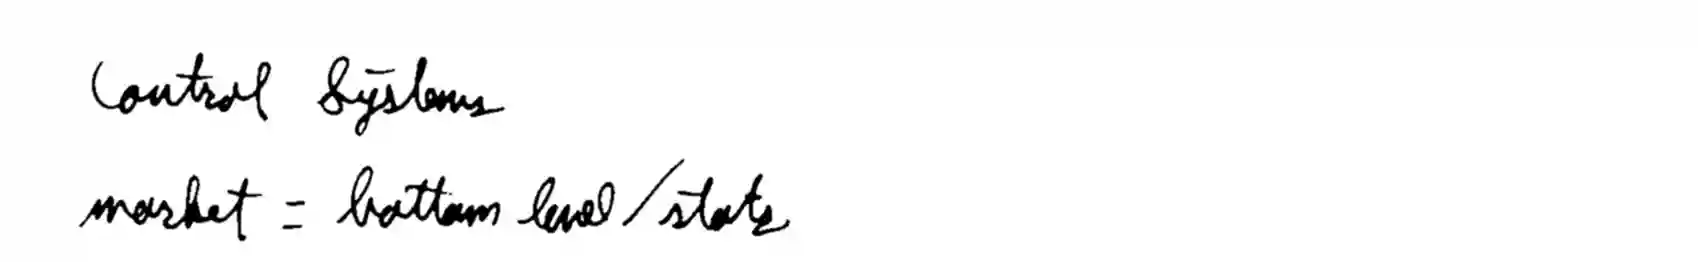 Control Systems
market = bottom level/state